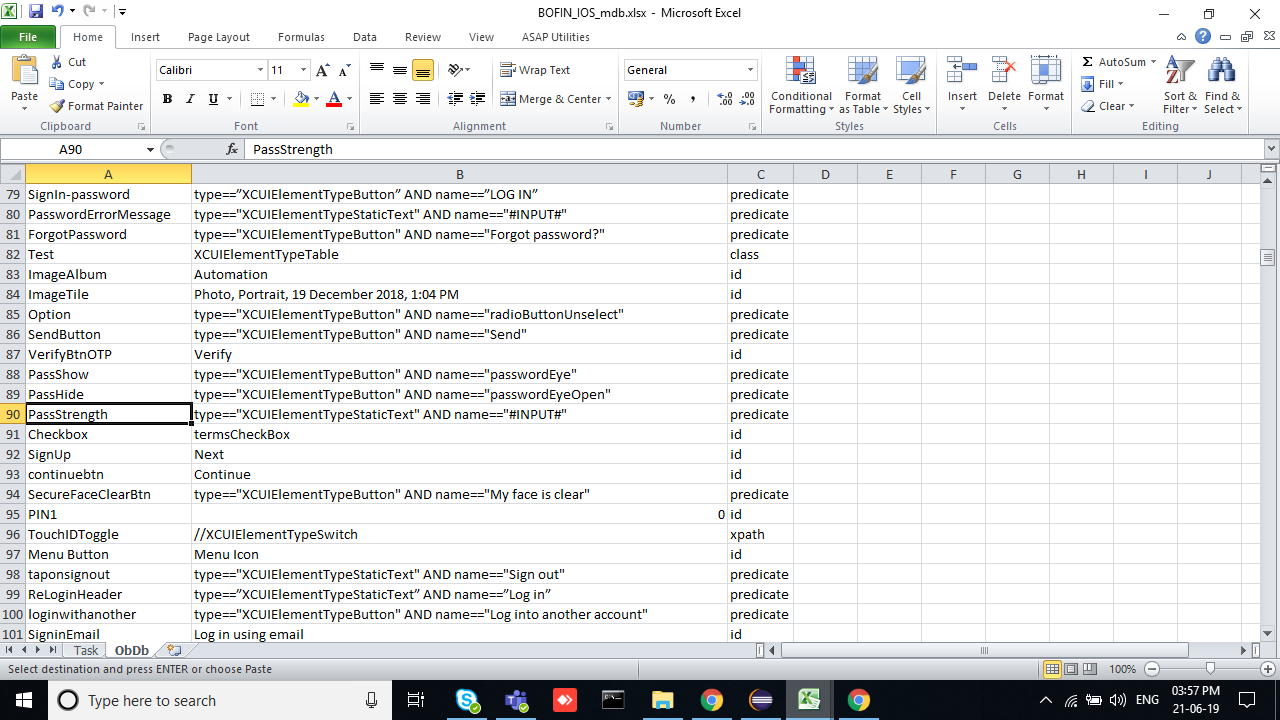 BOFIN_IOS_mdb.xlsx - Microsoft Excel
File Home Insert Page Layout Formulas Data Review View ASAP Utilities
Paste Cut Copy Format Painter Clipboard
Calibri 11 B I U A A A Font
Wrap Text Merge & Center Alignment
General % , Number
Conditional Formatting Format as Table Cell Styles Styles
Insert Delete Format Cells
Σ AutoSum Fill Clear Sort & Filter Find & Select Editing
A90 fx PassStrength
A B C D E F G H I J
79 SignIn-password type==”XCUIElementTypeButton” AND name==”LOG IN” predicate
80 PasswordErrorMessage type=="XCUIElementTypeStaticText" AND name=="#INPUT#" predicate
81 ForgotPassword type=="XCUIElementTypeButton" AND name=="Forgot password?" predicate
82 Test XCUIElementTypeTable class
83 ImageAlbum Automation id
84 ImageTile Photo, Portrait, 19 December 2018, 1:04 PM id
85 Option type=="XCUIElementTypeButton" AND name=="radioButtonUnselect" predicate
86 SendButton type=="XCUIElementTypeButton" AND name=="Send" predicate
87 VerifyBtnOTP Verify id
88 PassShow type=="XCUIElementTypeButton" AND name=="passwordEye" predicate
89 PassHide type=="XCUIElementTypeButton" AND name=="passwordEyeOpen" predicate
90 PassStrength type=="XCUIElementTypeStaticText" AND name=="#INPUT#" predicate
91 Checkbox termsCheckBox id
92 SignUp Next id
93 continuebtn Continue id
94 SecureFaceClearBtn type=="XCUIElementTypeButton" AND name=="My face is clear" predicate
95 PIN1 0 id
96 TouchIDToggle //XCUIElementTypeSwitch xpath
97 Menu Button Menu Icon id
98 taponsignout type=="XCUIElementTypeStaticText" AND name=="Sign out" predicate
99 ReLoginHeader type==”XCUIElementTypeStaticText” AND name==”Log in” predicate
100 loginwithanother type=="XCUIElementTypeButton" AND name=="Log into another account" predicate
101 SigninEmail Log in using email id
Task ObDb
Select destination and press ENTER or choose Paste 100%
Type here to search ENG 03:57 PM
21-06-19